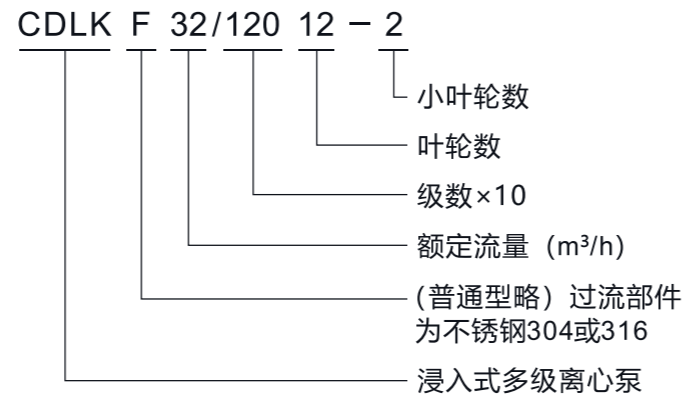 CDLK F 32/120 12 - 2
小叶轮数
叶轮数
级数×10
额定流量（m³/h）
（普通型略）过流部件
为不锈钢304或316
浸入式多级离心泵